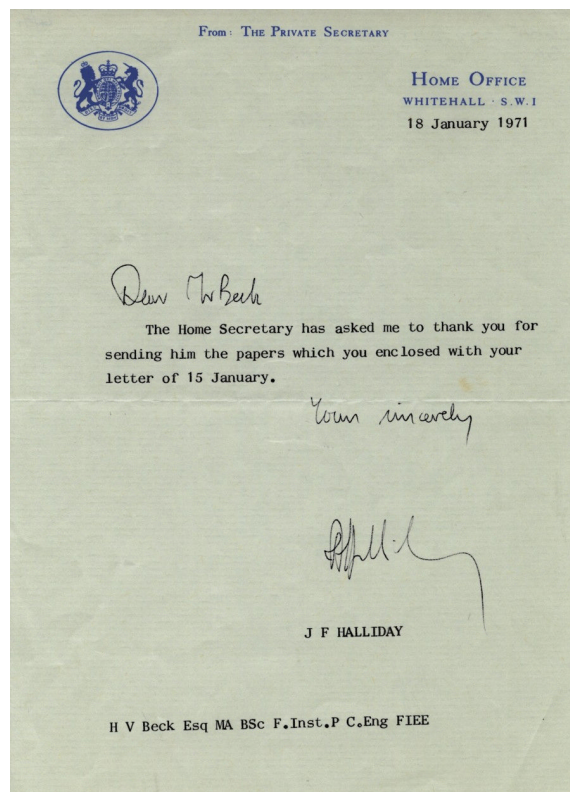 From: The Private Secretary
Home Office
WHITEHALL · S.W.1
18 January 1971
Dear Mr Beck
The Home Secretary has asked me to thank you for
sending him the papers which you enclosed with your
letter of 15 January.
Yours sincerely
J F HALLIDAY
H V Beck Esq MA BSc F.Inst.P C.Eng FIEE